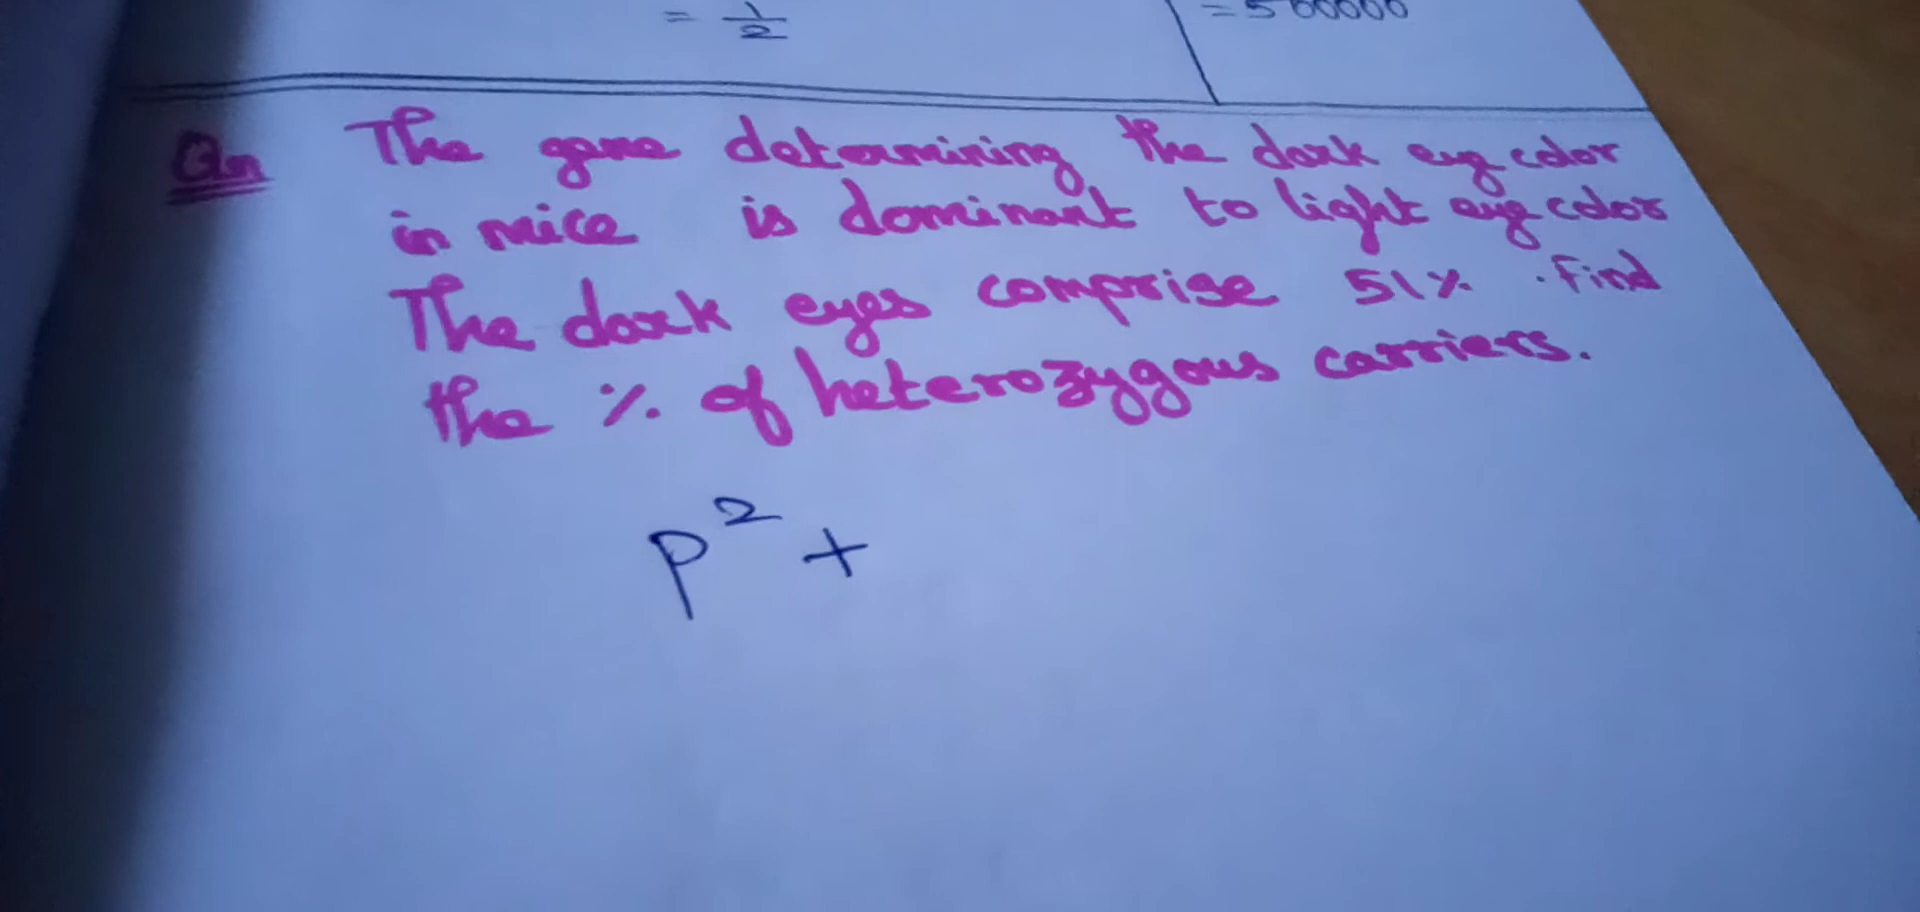 = 1/2
= 500000
Qn The gene determining the dark eye color
in mice is dominant to light eye color
The dark eyes comprise 51%. Find
the % of heterozygous carriers.
P² +